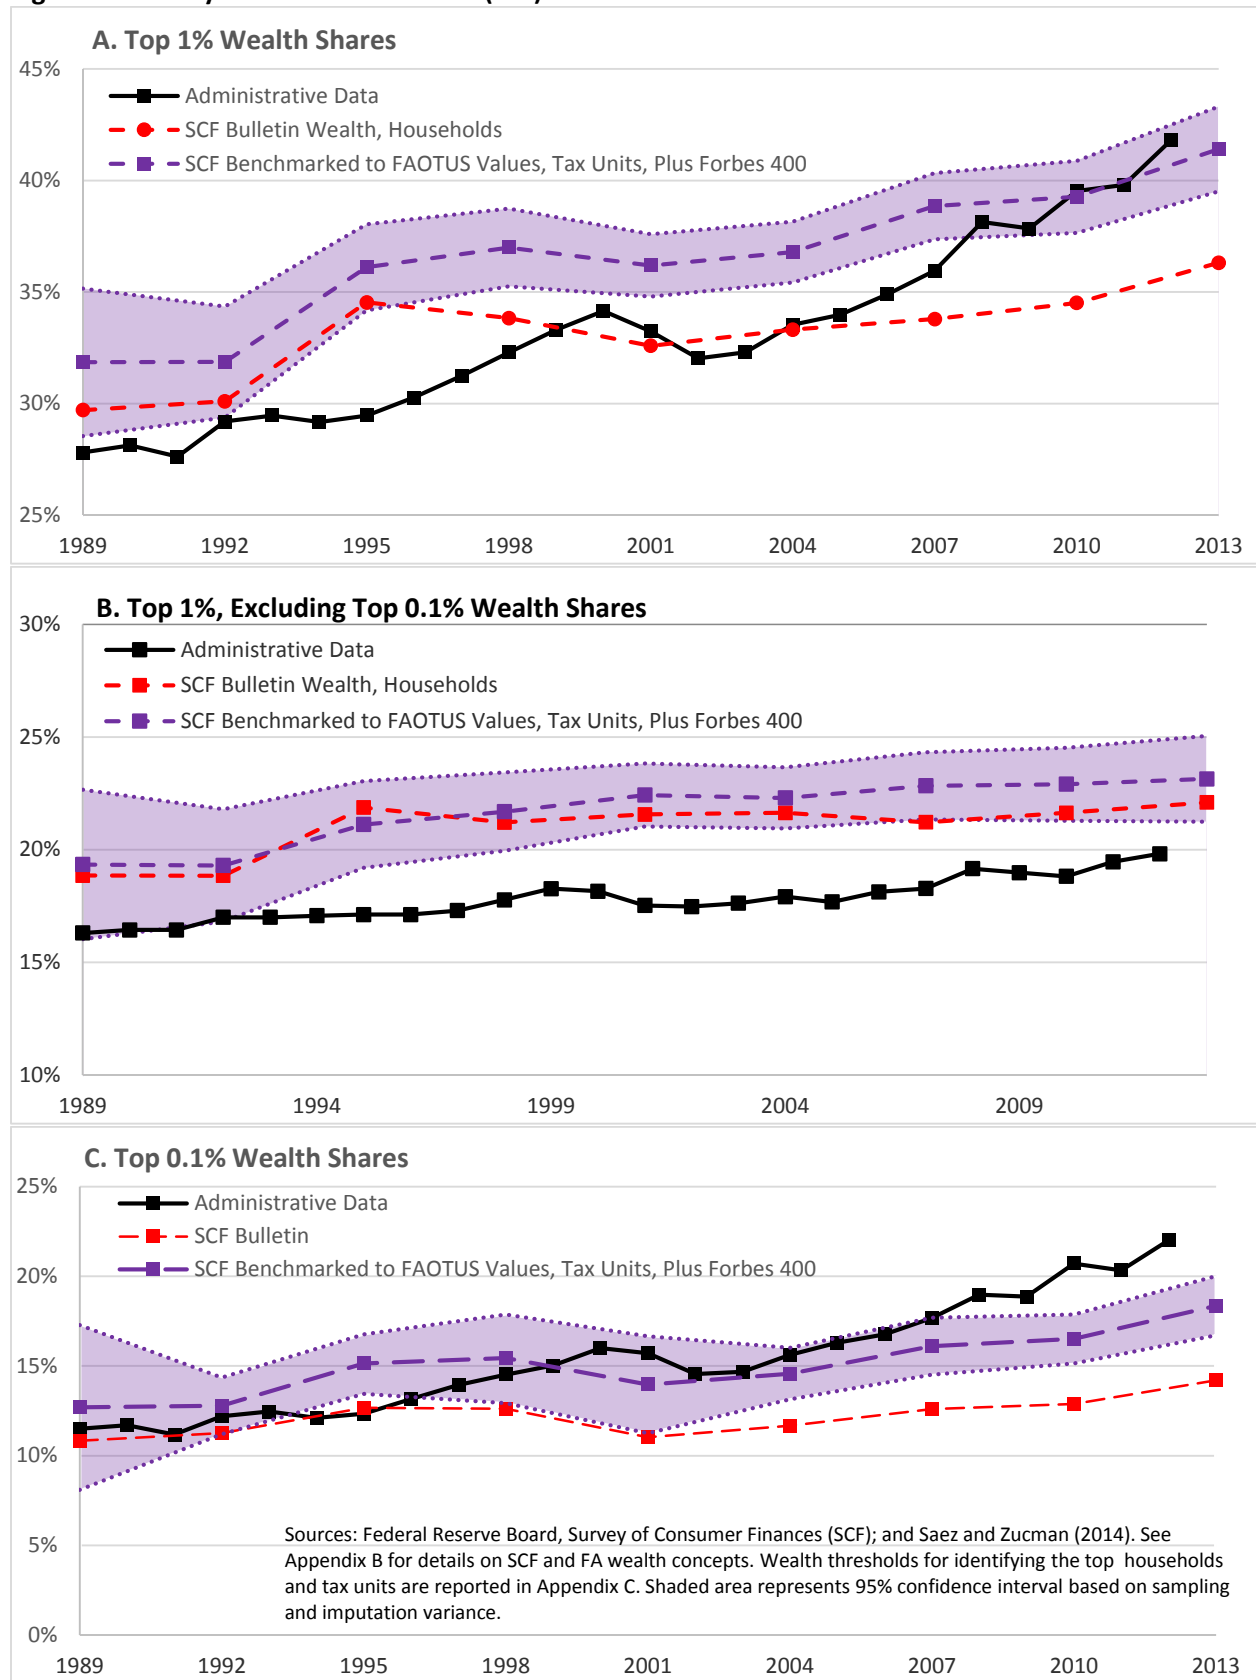 A. Top 1% Wealth Shares
45%
Administrative Data
SCF Bulletin Wealth, Households
SCF Benchmarked to FAOTUS Values, Tax Units, Plus Forbes 400
40%
35%
30%
25%
1989 1992 1995 1998 2001 2004 2007 2010 2013
B. Top 1%, Excluding Top 0.1% Wealth Shares
30%
Administrative Data
SCF Bulletin Wealth, Households
SCF Benchmarked to FAOTUS Values, Tax Units, Plus Forbes 400
25%
20%
15%
10%
1989 1994 1999 2004 2009
C. Top 0.1% Wealth Shares
25%
Administrative Data
SCF Bulletin
SCF Benchmarked to FAOTUS Values, Tax Units, Plus Forbes 400
20%
15%
10%
Sources: Federal Reserve Board, Survey of Consumer Finances (SCF); and Saez and Zucman (2014). See
Appendix B for details on SCF and FA wealth concepts. Wealth thresholds for identifying the top households
5%
and tax units are reported in Appendix C. Shaded area represents 95% confidence interval based on sampling
and imputation variance.
0%
1989 1992 1995 1998 2001 2004 2007 2010 2013